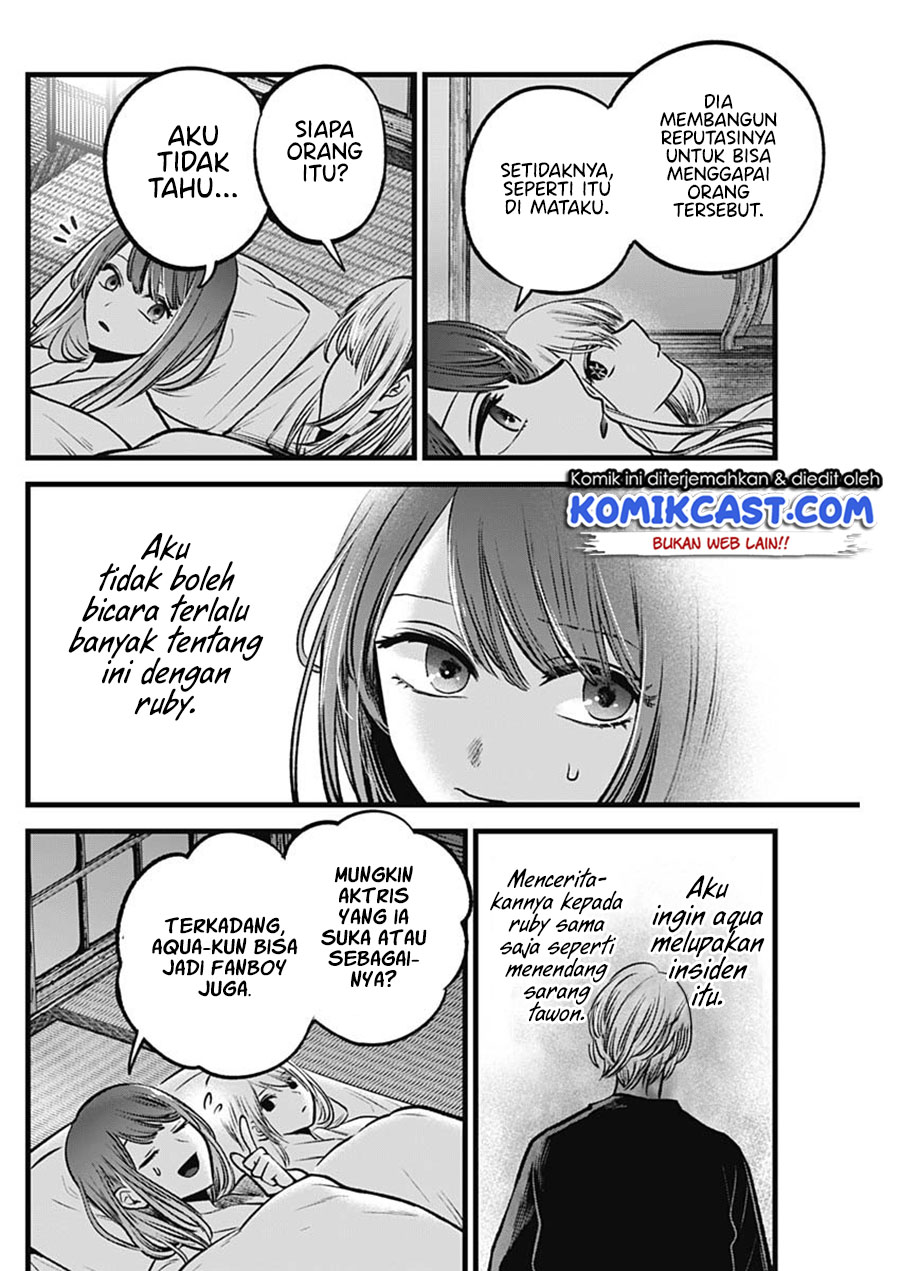 DIA
MEMBANGUN
REPUTASINYA
UNTUK BISA
MENGGAPAI
ORANG
TERSEBUT.
SETIDAKNYA,
SEPERTI ITU
DI MATAKU.
SIAPA
ORANG
ITU?
AKU
TIDAK
TAHU...
Komik ini diterjemahkan & diedit oleh
KOMIKCAST.COM
BUKAN WEB LAIN!!
Aku
tidak boleh
bicara terlalu
banyak tentang
ini dengan
ruby.
Aku
ingin aqua
melupakan
insiden
itu.
Mencerita-
kannya kepada
ruby sama
saja seperti
menendang
sarang
tawon.
MUNGKIN
AKTRIS
YANG IA
SUKA ATAU
SEBAGAI-
NYA?
TERKADANG,
AQUA-KUN BISA
JADI FANBOY
JUGA.